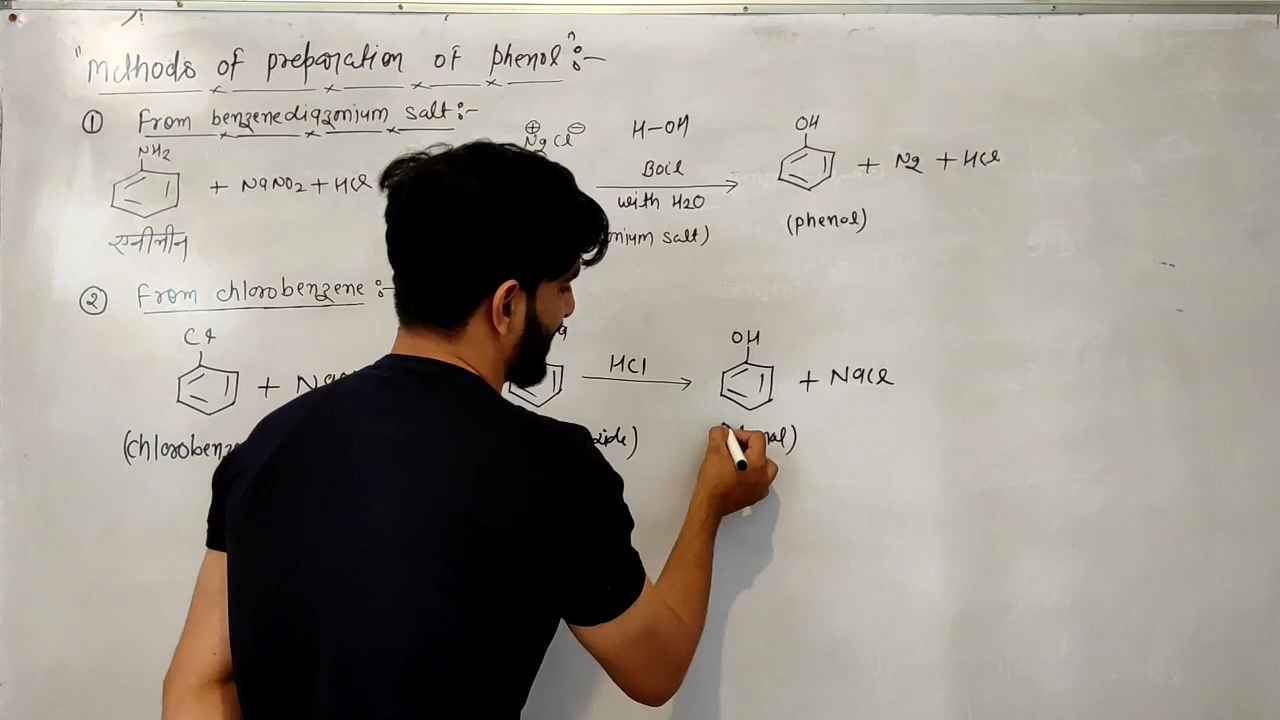 "Methods of preparation of phenol":-
① From benzenediazonium salt:-
NH2 + NaNO2 + HCl
N2 Cl
⊕ ⊖
H-OH
Boil
with H2O
OH + N2 + HCl
एनीलीन
salt)
(phenol)
② From chlorobenzene :-
Cl
HCl
OH + NaCl